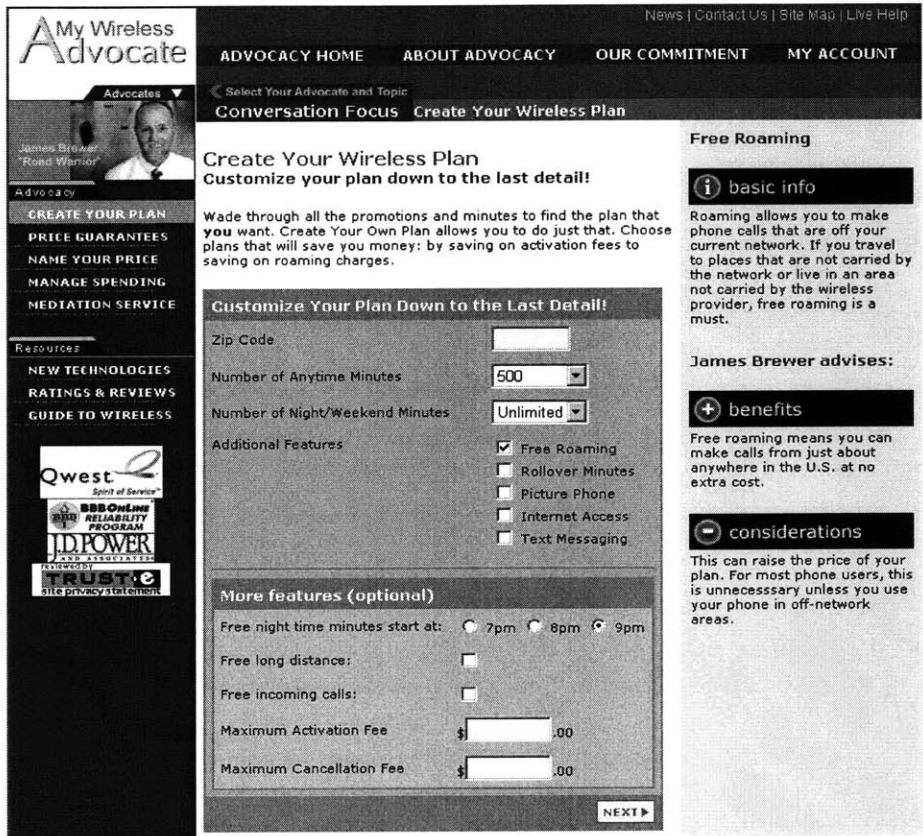 My Wireless
Advocate
News | Contact Us | Site Map | Live Help
ADVOCACY HOME ABOUT ADVOCACY OUR COMMITMENT MY ACCOUNT
Advocates
Select Your Advocate and Topic
Conversation Focus Create Your Wireless Plan
James Brewer
"Road Warrior"
Advocacy
CREATE YOUR PLAN
PRICE GUARANTEES
NAME YOUR PRICE
MANAGE SPENDING
MEDIATION SERVICE
Resources
NEW TECHNOLOGIES
RATINGS & REVIEWS
GUIDE TO WIRELESS
Qwest
Spirit of Service™
BBB
BBBONLINE
RELIABILITY
PROGRAM
J.D. POWER
AND ASSOCIATES
reviewed by
TRUST-e
site privacy statement
Create Your Wireless Plan
Customize your plan down to the last detail!
Wade through all the promotions and minutes to find the plan that
you want. Create Your Own Plan allows you to do just that. Choose
plans that will save you money: by saving on activation fees to
saving on roaming charges.
Customize Your Plan Down to the Last Detail!
Zip Code
Number of Anytime Minutes 500
Number of Night/Weekend Minutes Unlimited
Additional Features Free Roaming
Rollover Minutes
Picture Phone
Internet Access
Text Messaging
More features (optional)
Free night time minutes start at: 7pm 8pm 9pm
Free long distance:
Free incoming calls:
Maximum Activation Fee $ .00
Maximum Cancellation Fee $ .00
NEXT
Free Roaming
basic info
Roaming allows you to make
phone calls that are off your
current network. If you travel
to places that are not carried by
the network or live in an area
not carried by the wireless
provider, free roaming is a
must.
James Brewer advises:
benefits
Free roaming means you can
make calls from just about
anywhere in the U.S. at no
extra cost.
considerations
This can raise the price of your
plan. For most phone users, this
is unnecesssary unless you use
your phone in off-network
areas.